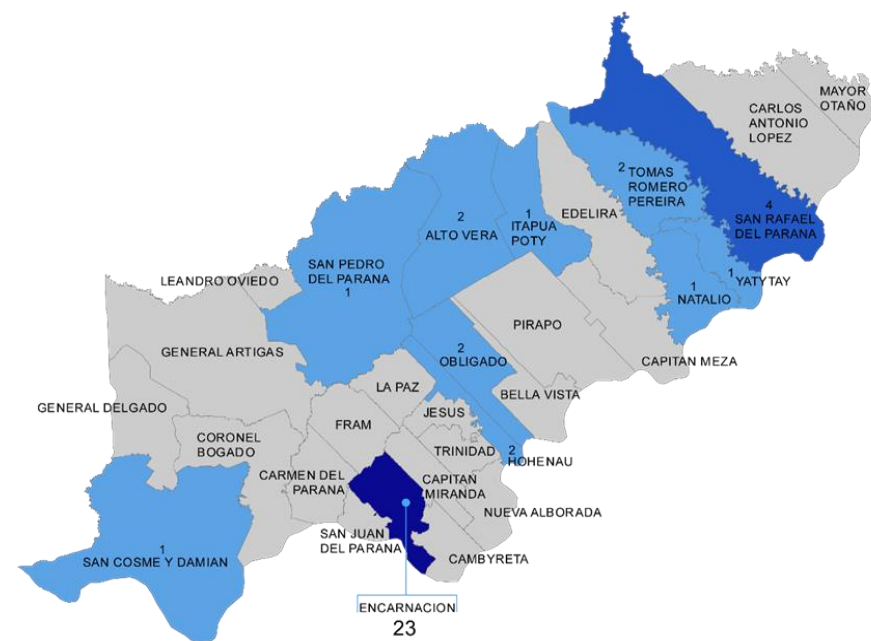 MAYOR
OTAÑO
CARLOS
ANTONIO
LOPEZ
2 TOMAS
ROMERO
PEREIRA
4
SAN RAFAEL
DEL PARANA
1
ITAPUA
POTY
EDELIRA
2
ALTO VERA
SAN PEDRO
DEL PARANA
1
LEANDRO OVIEDO
1
YATYTAY
1
NATALIO
PIRAPO
GENERAL ARTIGAS
2
OBLIGADO
CAPITAN MEZA
LA PAZ
BELLA VISTA
GENERAL DELGADO
JESUS
FRAM
CORONEL
BOGADO
TRINIDAD
2
HOHENAU
CARMEN DEL
PARANA
CAPITAN
MIRANDA
NUEVA ALBORADA
SAN JUAN
DEL PARANA
1
SAN COSME Y DAMIAN
CAMBYRETA
ENCARNACION
23